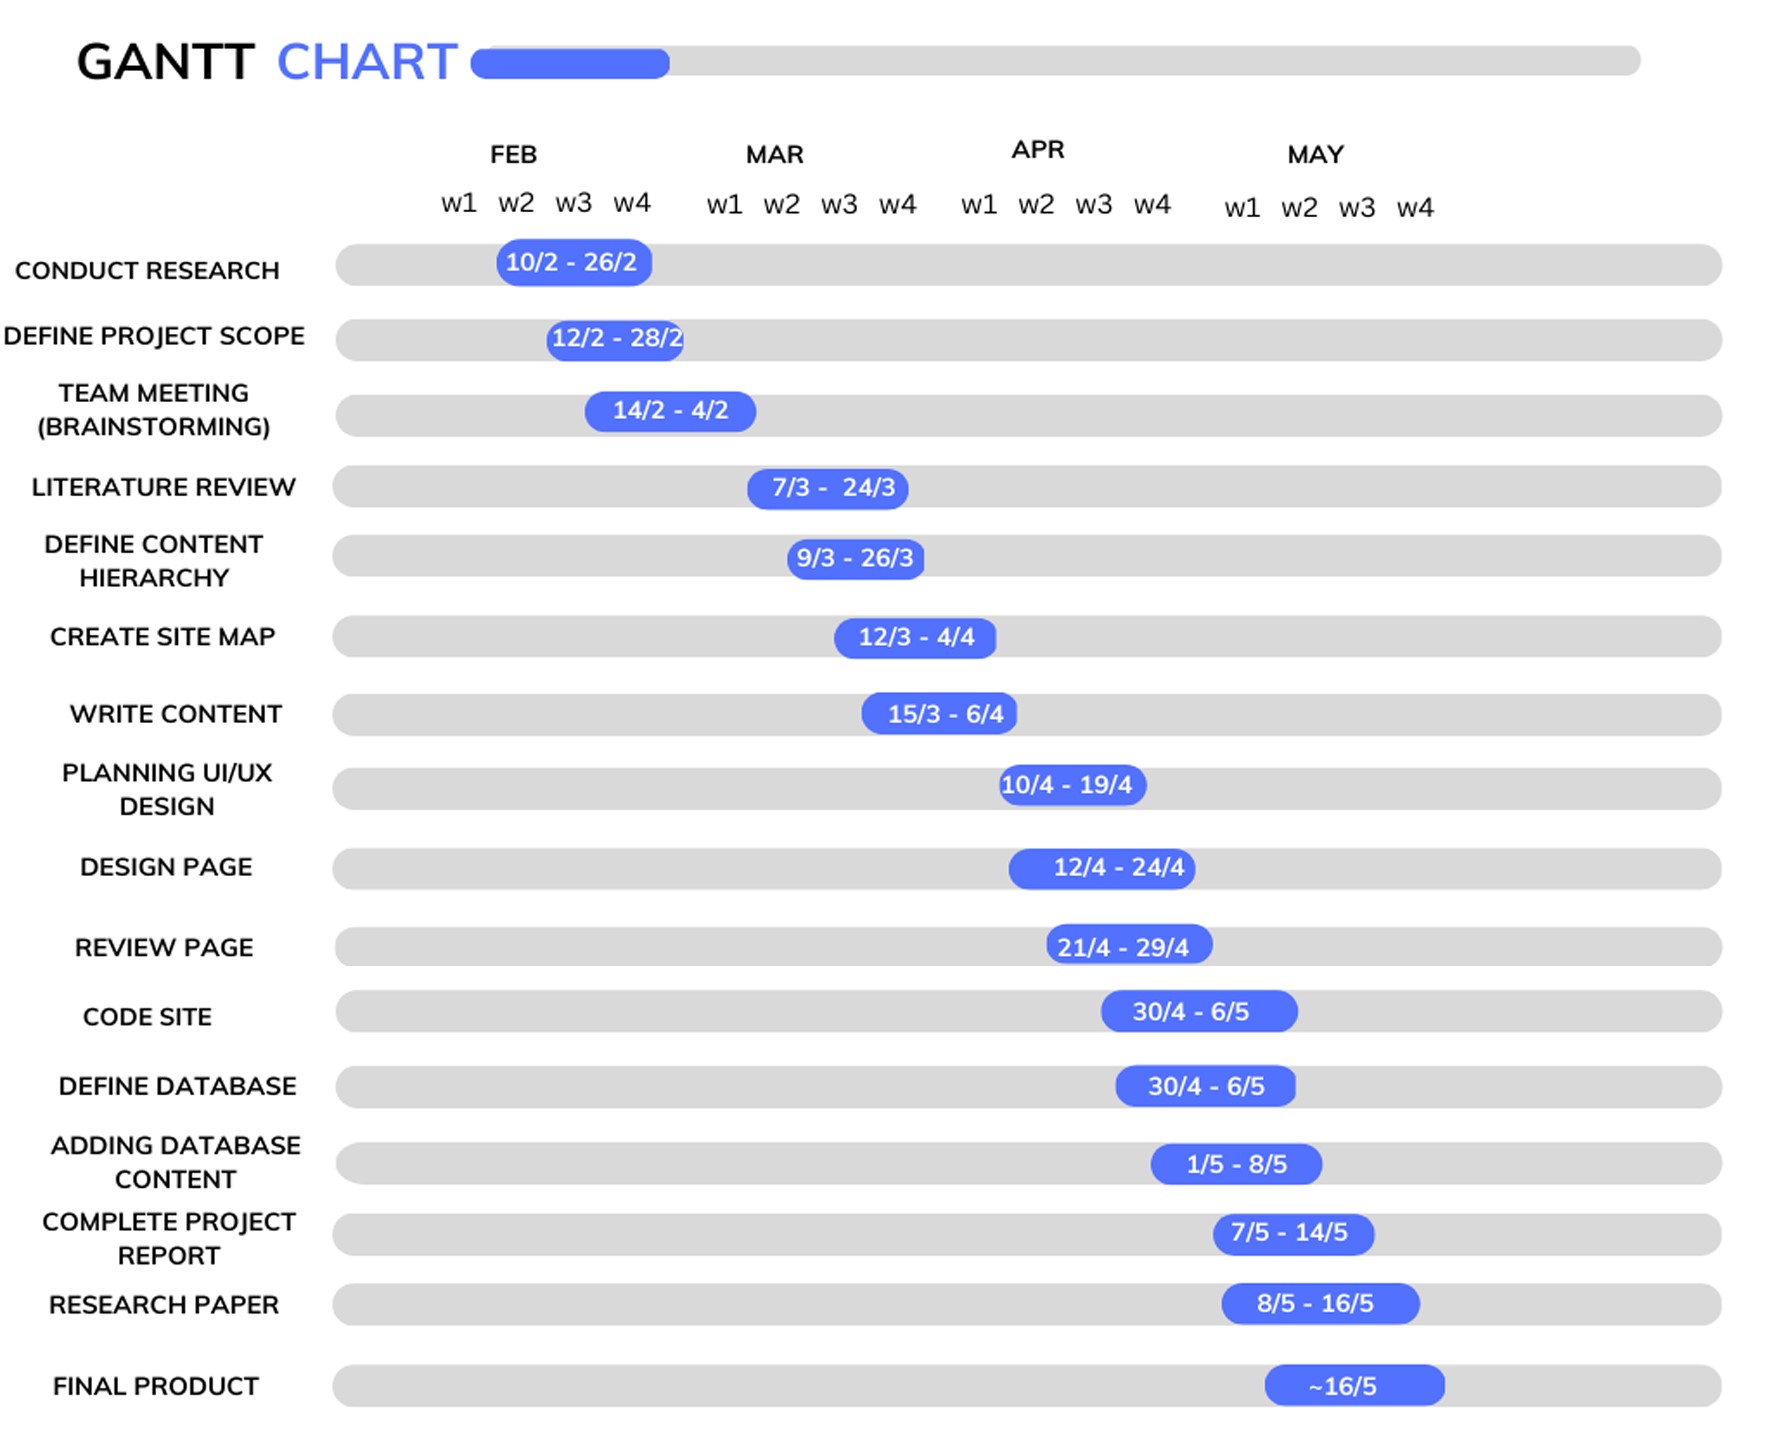 GANTT CHART
FEB MAR APR MAY
w1 w2 w3 w4 w1 w2 w3 w4 w1 w2 w3 w4 w1 w2 w3 w4
CONDUCT RESEARCH 10/2 - 26/2
DEFINE PROJECT SCOPE 12/2 - 28/2
TEAM MEETING
(BRAINSTORMING) 14/2 - 4/2
LITERATURE REVIEW 7/3 - 24/3
DEFINE CONTENT
HIERARCHY 9/3 - 26/3
CREATE SITE MAP 12/3 - 4/4
WRITE CONTENT 15/3 - 6/4
PLANNING UI/UX
DESIGN 10/4 - 19/4
DESIGN PAGE 12/4 - 24/4
REVIEW PAGE 21/4 - 29/4
CODE SITE 30/4 - 6/5
DEFINE DATABASE 30/4 - 6/5
ADDING DATABASE
CONTENT 1/5 - 8/5
COMPLETE PROJECT
REPORT 7/5 - 14/5
RESEARCH PAPER 8/5 - 16/5
FINAL PRODUCT ~16/5